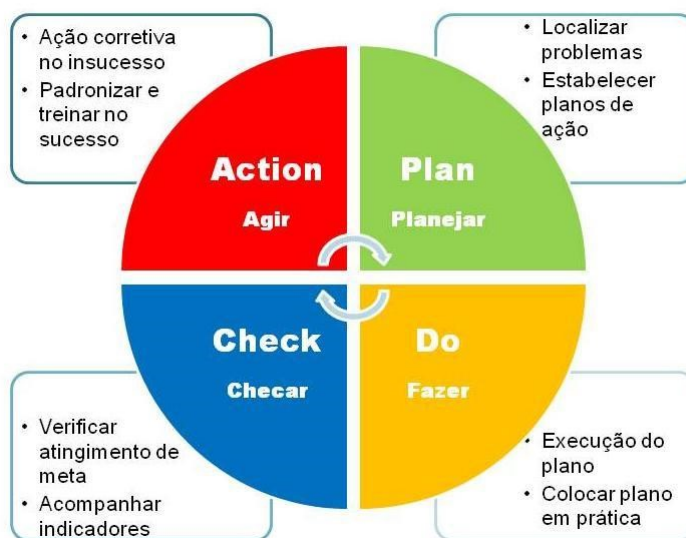 • Ação corretiva
no insucesso
• Padronizar e
treinar no
sucesso
• Localizar
problemas
• Estabelecer
planos de
ação
Action
Agir
Plan
Planejar
Check
Checar
Do
Fazer
• Verificar
atingimento de
meta
• Acompanhar
indicadores
• Execução do
plano
• Colocar plano
em prática